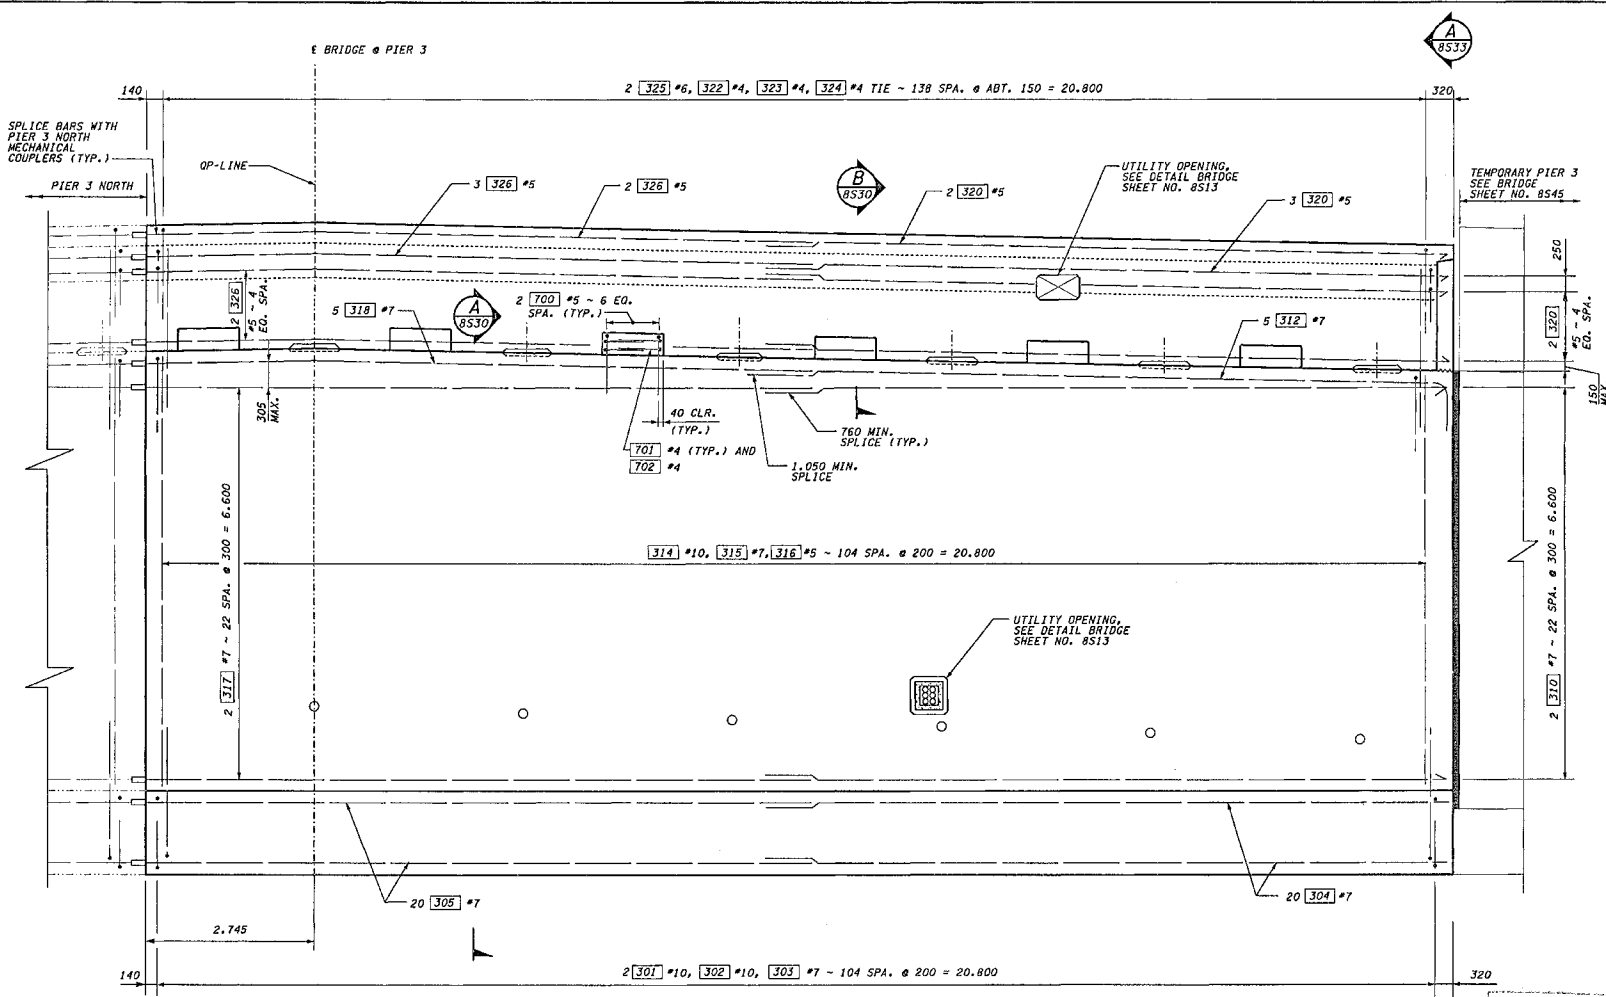 ℄ BRIDGE @ PIER 3
A
8S33
140
2 325 #6, 322 #4, 323 #4, 324 #4 TIE ~ 138 SPA. @ ABT. 150 = 20.800
320
SPLICE BARS WITH
PIER 3 NORTH
MECHANICAL
COUPLERS (TYP.)
QP-LINE
PIER 3 NORTH
3 326 #5
2 326 #5
B
8S30
2 320 #5
UTILITY OPENING,
SEE DETAIL BRIDGE
SHEET NO. 8S13
3 320 #5
TEMPORARY PIER 3
SEE BRIDGE
SHEET NO. 8S45
250
2 326
#5 ~ 4
EQ. SPA.
5 318 #7
A
8S30
2 700 #5 ~ 6 EQ.
SPA. (TYP.)
5 312 #7
2 320
#5 ~ 4
EQ. SPA.
150
MAX.
305
MAX.
40 CLR.
(TYP.)
701 #4 (TYP.) AND
702 #4
760 MIN.
SPLICE (TYP.)
1.050 MIN.
SPLICE
2 317 #7 ~ 22 SPA. @ 300 = 6.600
314 #10, 315 #7, 316 #5 ~ 104 SPA. @ 200 = 20.800
2 310 #7 ~ 22 SPA. @ 300 = 6.600
UTILITY OPENING,
SEE DETAIL BRIDGE
SHEET NO. 8S13
20 305 #7
20 304 #7
2.745
140
2 301 #10, 302 #10, 303 #7 ~ 104 SPA. @ 200 = 20.800
320